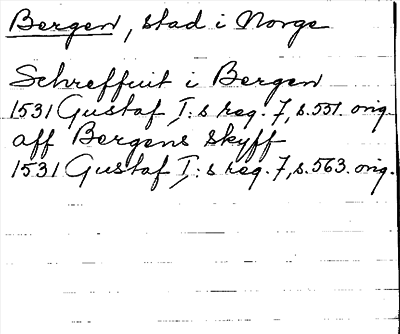 Bergen, stad i Norge
Schreffuit i Bergen
1531 Gustaf I:s reg. 7, s. 551. orig.
aff Bergens skyff
1531 Gustaf I:s reg. 7, s. 563. orig.